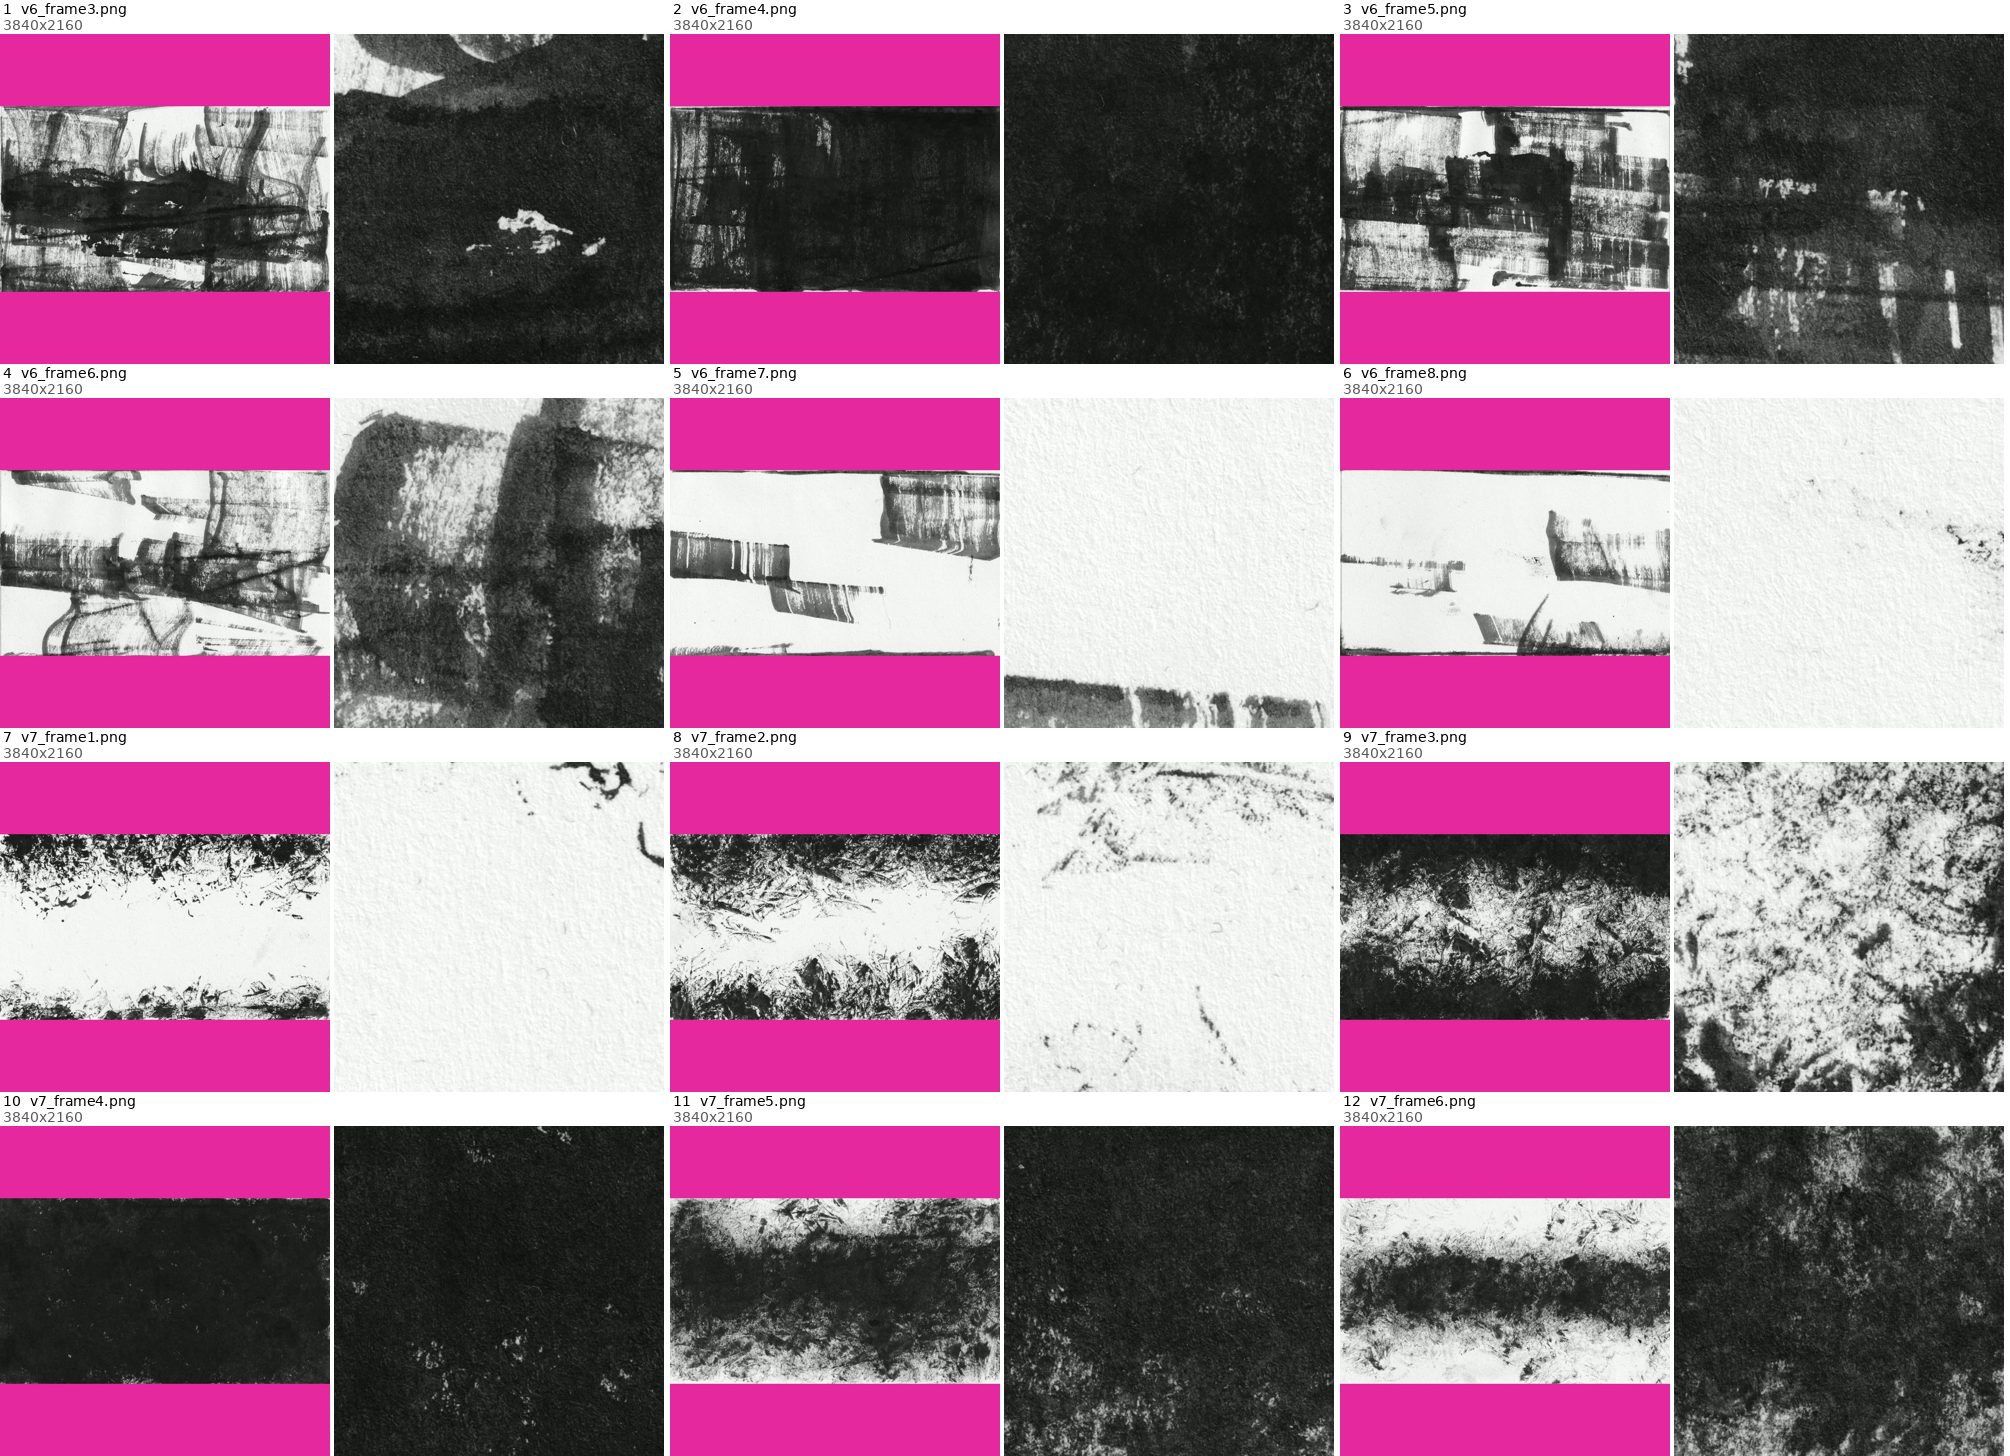 1 v6_frame3.png
3840x2160
2 v6_frame4.png
3840x2160
3 v6_frame5.png
3840x2160
4 v6_frame6.png
3840x2160
5 v6_frame7.png
3840x2160
6 v6_frame8.png
3840x2160
7 v7_frame1.png
3840x2160
8 v7_frame2.png
3840x2160
9 v7_frame3.png
3840x2160
10 v7_frame4.png
3840x2160
11 v7_frame5.png
3840x2160
12 v7_frame6.png
3840x2160